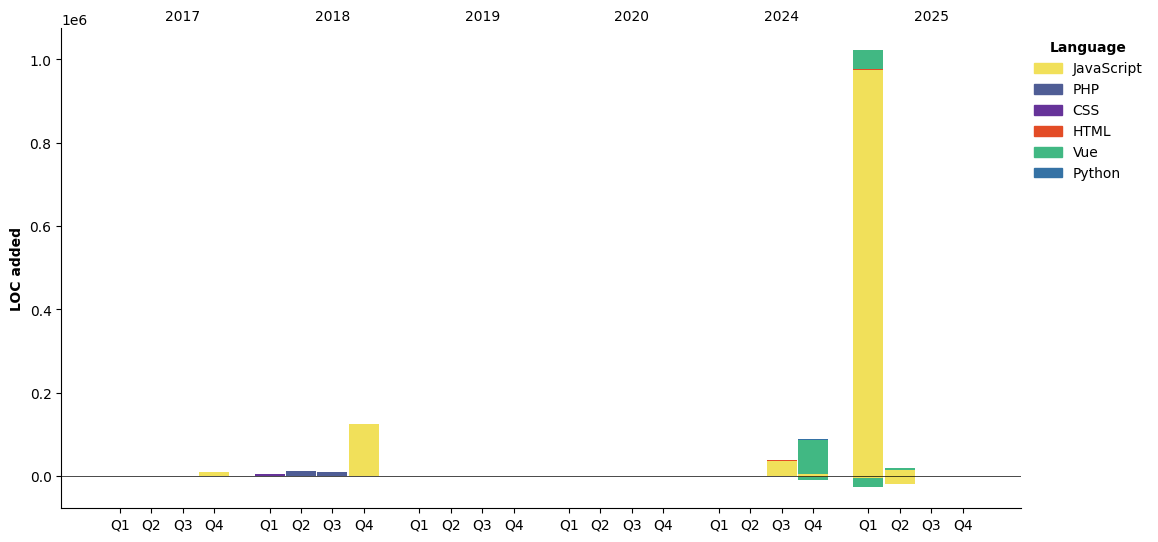 1e6
2017 2018 2019 2020 2024 2025
LOC added
1.0
0.8
0.6
0.4
0.2
0.0
Q1 Q2 Q3 Q4 Q1 Q2 Q3 Q4 Q1 Q2 Q3 Q4 Q1 Q2 Q3 Q4 Q1 Q2 Q3 Q4 Q1 Q2 Q3 Q4
Language
JavaScript
PHP
CSS
HTML
Vue
Python